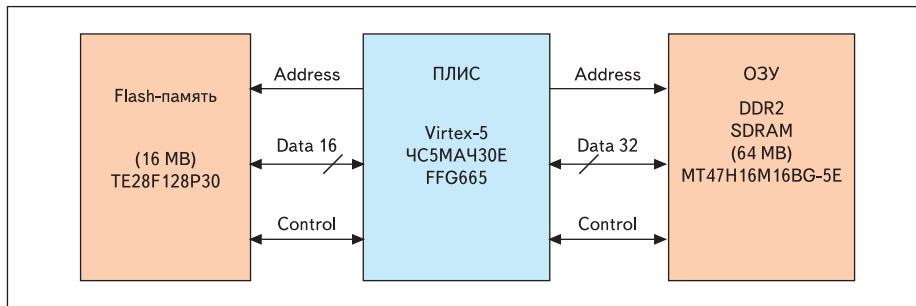 Flash-память
(16 MB)
TE28F128P30
Address
Data 16
Control
ПЛИС
Virtex-5
ЧС5МАЧ30Е
FFG665
Address
Data 32
Control
ОЗУ
DDR2
SDRAM
(64 MB)
MT47H16M16BG-5E